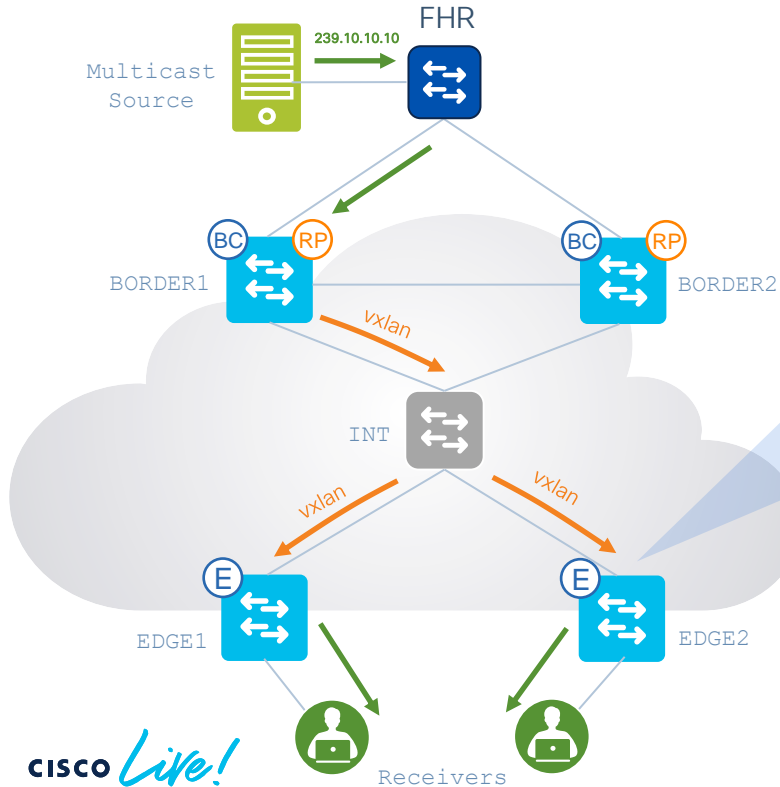 FHR
239.10.10.10
Multicast
Source
BC
RP
BC
RP
BORDER1
BORDER2
vxlan
INT
vxlan
vxlan
E
E
EDGE1
EDGE2
Receivers
CISCO Live!